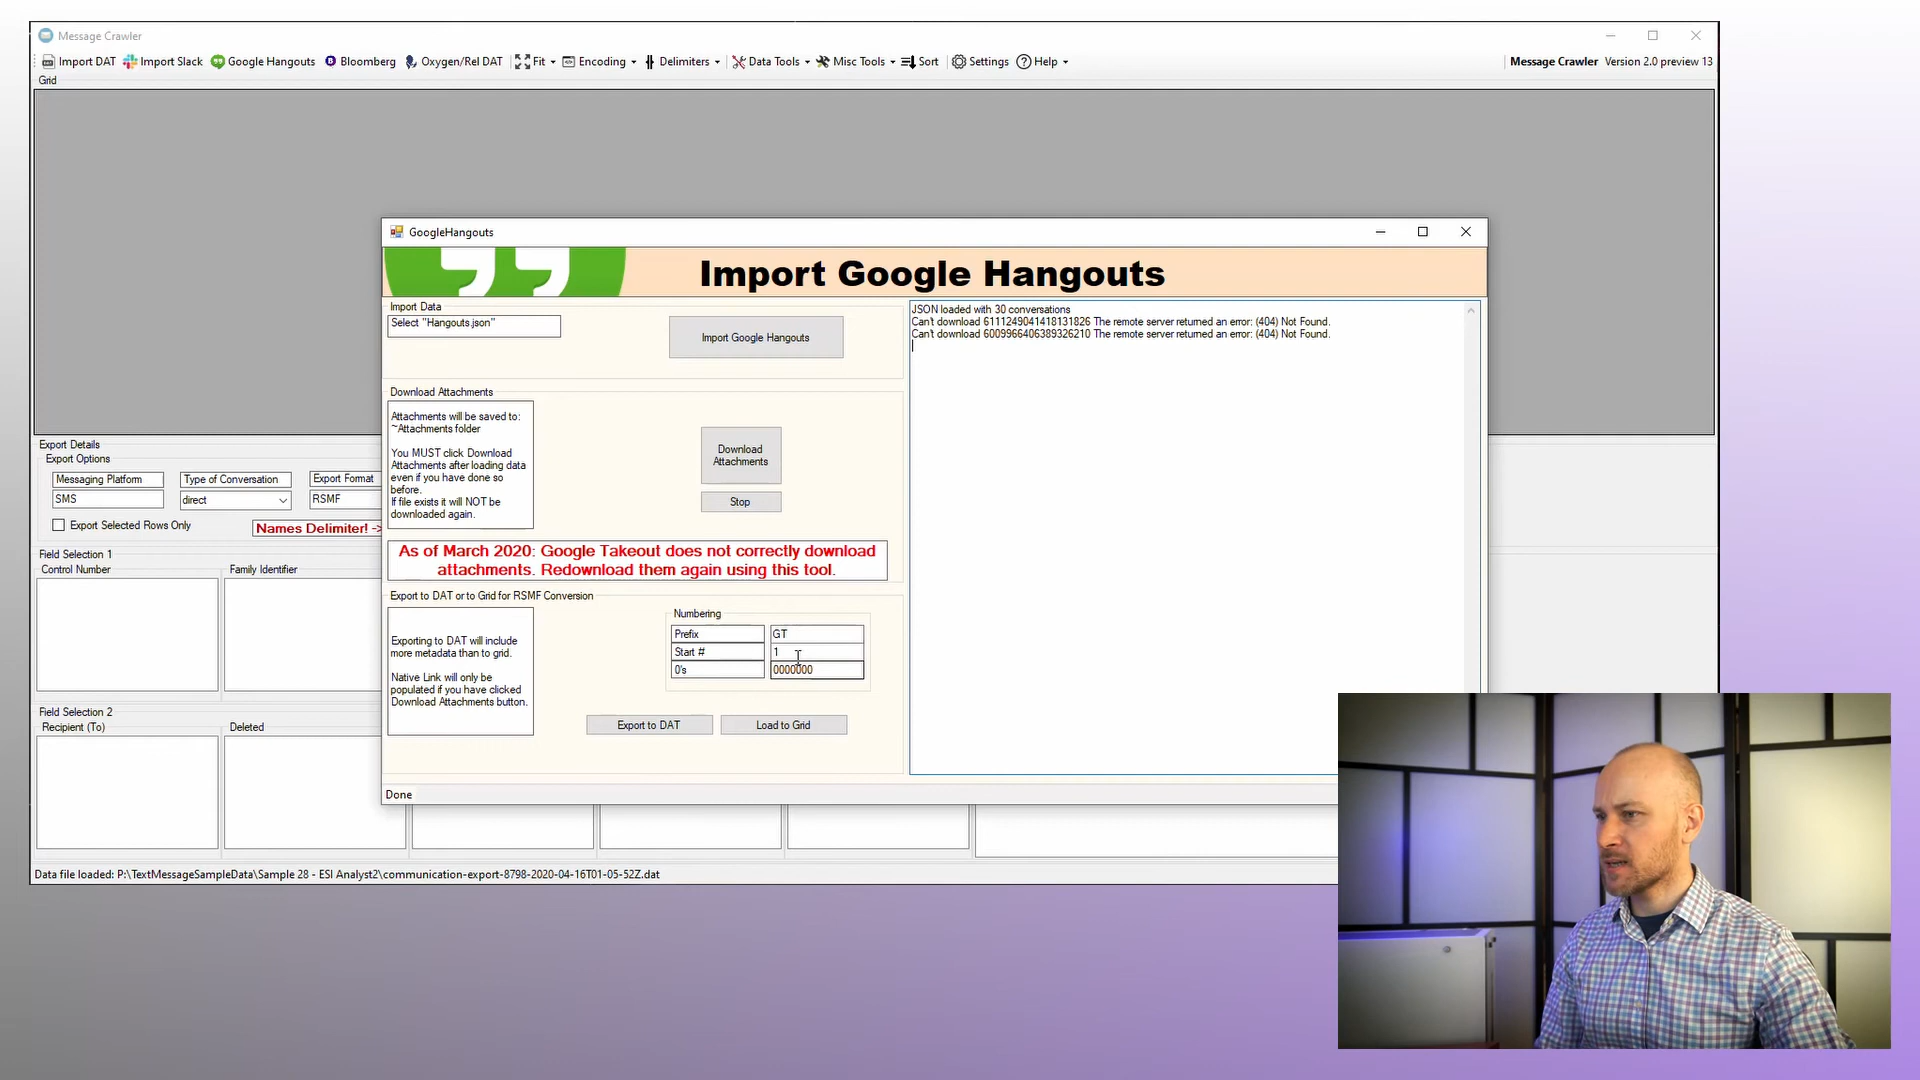 Message Crawler
Import DAT Import Slack Google Hangouts Bloomberg Oxygen/Rel DAT Fit Encoding Delimiters Data Tools Misc Tools Sort Settings Help Message Crawler Version 2.0 preview 13
Grid
GoogleHangouts
Import Google Hangouts
Import Data
Select "Hangouts.json"
Import Google Hangouts
JSON loaded with 30 conversations
Can't download 6111249041418131826 The remote server returned an error: (404) Not Found.
Can't download 6009966406389326210 The remote server returned an error: (404) Not Found.
Download Attachments
Attachments will be saved to:
~Attachments folder
You MUST click Download
Attachments after loading data
even if you have done so
before.
If file exists it will NOT be
downloaded again.
Download
Attachments
Stop
As of March 2020: Google Takeout does not correctly download
attachments. Redownload them again using this tool.
Export to DAT or to Grid for RSMF Conversion
Exporting to DAT will include
more metadata than to grid.
Native Link will only be
populated if you have clicked
Download Attachments button.
Numbering
Prefix GT
Start # 1
0's 0000000
Export to DAT Load to Grid
Done
Export Details
Export Options
Messaging Platform Type of Conversation Export Format
SMS direct RSMF
Export Selected Rows Only Names Delimiter! ->
Field Selection 1
Control Number Family Identifier
Field Selection 2
Recipient (To) Deleted
Data file loaded: P:\TextMessageSampleData\Sample 28 - ESI Analyst2\communication-export-8798-2020-04-16T01-05-52Z.dat